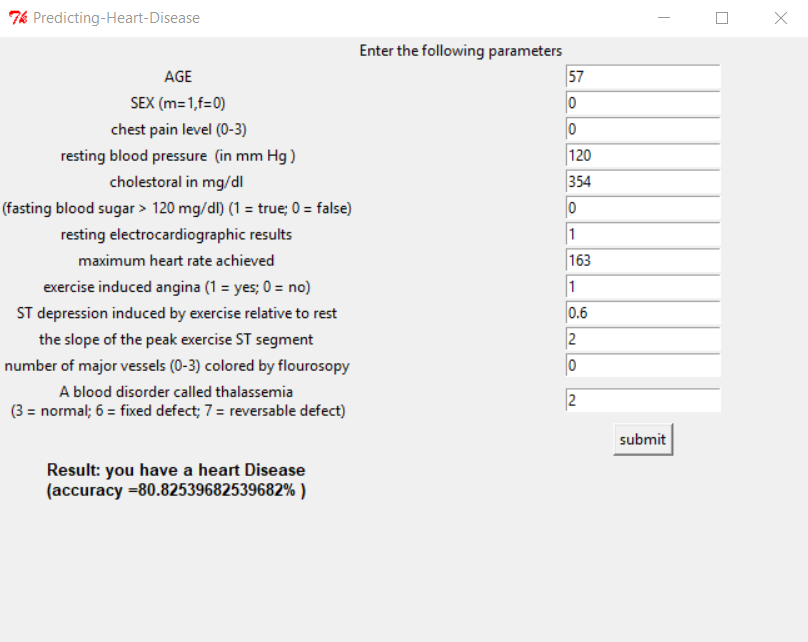 Predicting-Heart-Disease
Enter the following parameters
AGE 57
SEX (m=1,f=0) 0
chest pain level (0-3) 0
resting blood pressure (in mm Hg ) 120
cholestoral in mg/dl 354
(fasting blood sugar > 120 mg/dl) (1 = true; 0 = false) 0
resting electrocardiographic results 1
maximum heart rate achieved 163
exercise induced angina (1 = yes; 0 = no) 1
ST depression induced by exercise relative to rest 0.6
the slope of the peak exercise ST segment 2
number of major vessels (0-3) colored by flourosopy 0
A blood disorder called thalassemia
(3 = normal; 6 = fixed defect; 7 = reversable defect) 2
submit
Result: you have a heart Disease
(accuracy =80.82539682539682% )